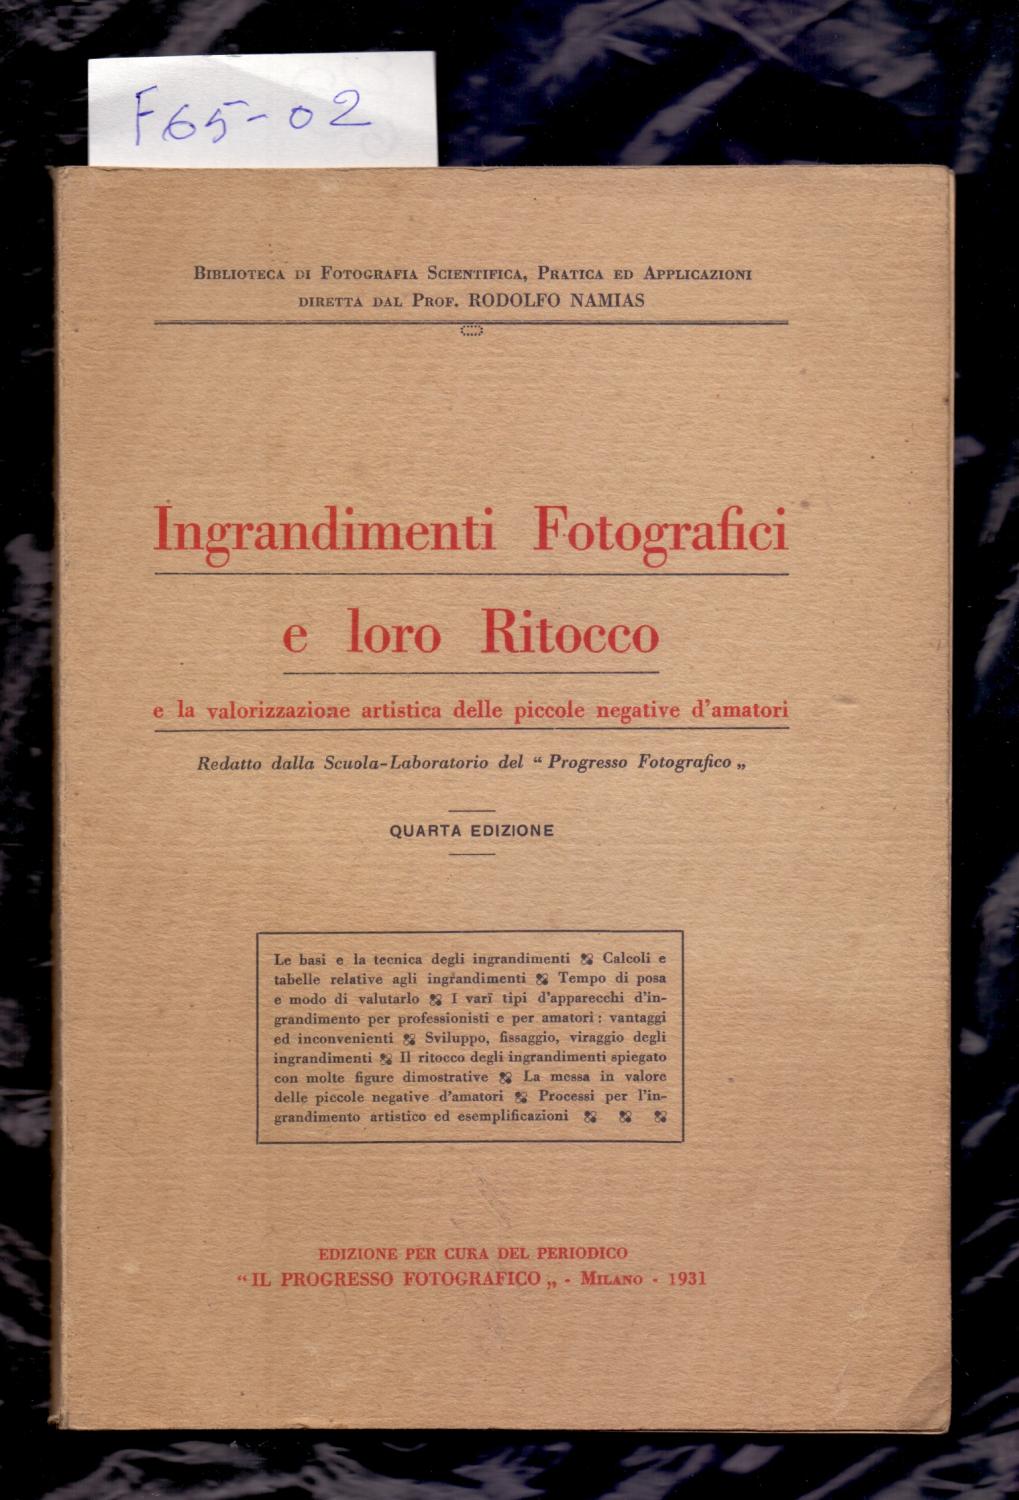 F65-02
Biblioteca di Fotografia Scientifica, Pratica ed Applicazioni
diretta dal Prof. RODOLFO NAMIAS
Ingrandimenti Fotografici
e loro Ritocco
e la valorizzazione artistica delle piccole negative d'amatori
Redatto dalla Scuola-Laboratorio del “ Progresso Fotografico „
QUARTA EDIZIONE
Le basi e la tecnica degli ingrandimenti Calcoli e
tabelle relative agli ingrandimenti Tempo di posa
e modo di valutarlo I varî tipi d'apparecchi d'in-
grandimento per professionisti e per amatori : vantaggi
ed inconvenienti Sviluppo, fissaggio, viraggio degli
ingrandimenti Il ritocco degli ingrandimenti spiegato
con molte figure dimostrative La messa in valore
delle piccole negative d'amatori Processi per l'in-
grandimento artistico ed esemplificazioni
EDIZIONE PER CURA DEL PERIODICO
“ IL PROGRESSO FOTOGRAFICO „ - Milano - 1931